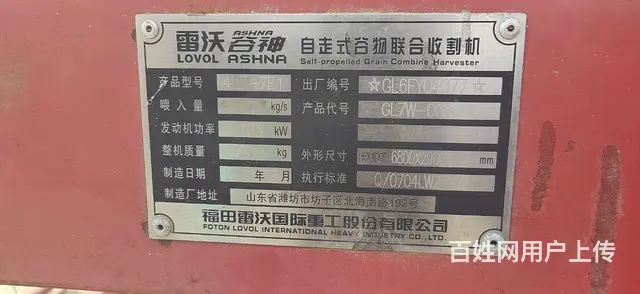 ASHNA
雷沃谷神 自走式谷物联合收割机
LOVOL ASHNA Self-propelled Grain Combine Harvester
产品型号 出厂编号
喂入量 kg/s 产品代号 GL7W-
发动机功率 kW
整机质量 kg 外形尺寸 mm
制造日期 年 月 执行标准 Q/0704LW
制造厂地址 山东省潍坊市坊子区北海南路192号
福田雷沃国际重工股份有限公司
FOTON LOVOL INTERNATIONAL HEAVY INDUSTRY CO.,LTD.
百姓网用户上传